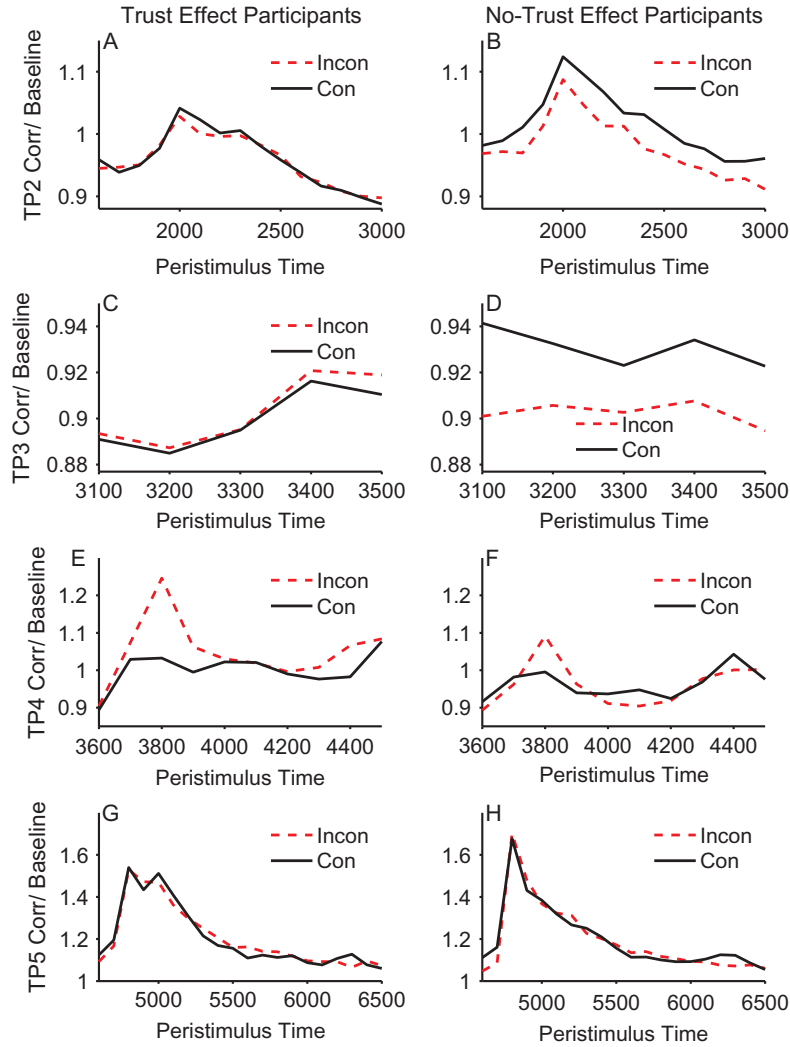 Trust Effect Participants
No-Trust Effect Participants
A
Incon
Con
1.1
1
0.9
TP2 Corr/ Baseline
2000 2500 3000
Peristimulus Time
B
Incon
Con
1.1
1
0.9
2000 2500 3000
Peristimulus Time
C
Incon
Con
0.94
0.92
0.9
0.88
TP3 Corr/ Baseline
3100 3200 3300 3400 3500
Peristimulus Time
D
Incon
Con
0.94
0.92
0.9
0.88
3100 3200 3300 3400 3500
Peristimulus Time
E
Incon
Con
1.2
1.1
1
0.9
TP4 Corr/ Baseline
3600 3800 4000 4200 4400
Peristimulus Time
F
Incon
Con
1.2
1.1
1
0.9
3600 3800 4000 4200 4400
Peristimulus Time
G
Incon
Con
1.6
1.4
1.2
1
TP5 Corr/ Baseline
5000 5500 6000 6500
Peristimulus Time
H
Incon
Con
1.6
1.4
1.2
1
5000 5500 6000 6500
Peristimulus Time